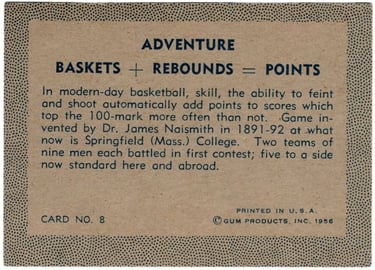 ADVENTURE
BASKETS + REBOUNDS = POINTS
In modern-day basketball, skill, the ability to feint
and shoot automatically add points to scores which
top the 100-mark more often than not. Game in-
vented by Dr. James Naismith in 1891-92 at what
now is Springfield (Mass.) College. Two teams of
nine men each battled in first contest; five to a side
now standard here and abroad.
PRINTED IN U.S.A.
CARD NO. 8 © GUM PRODUCTS, INC. 1956